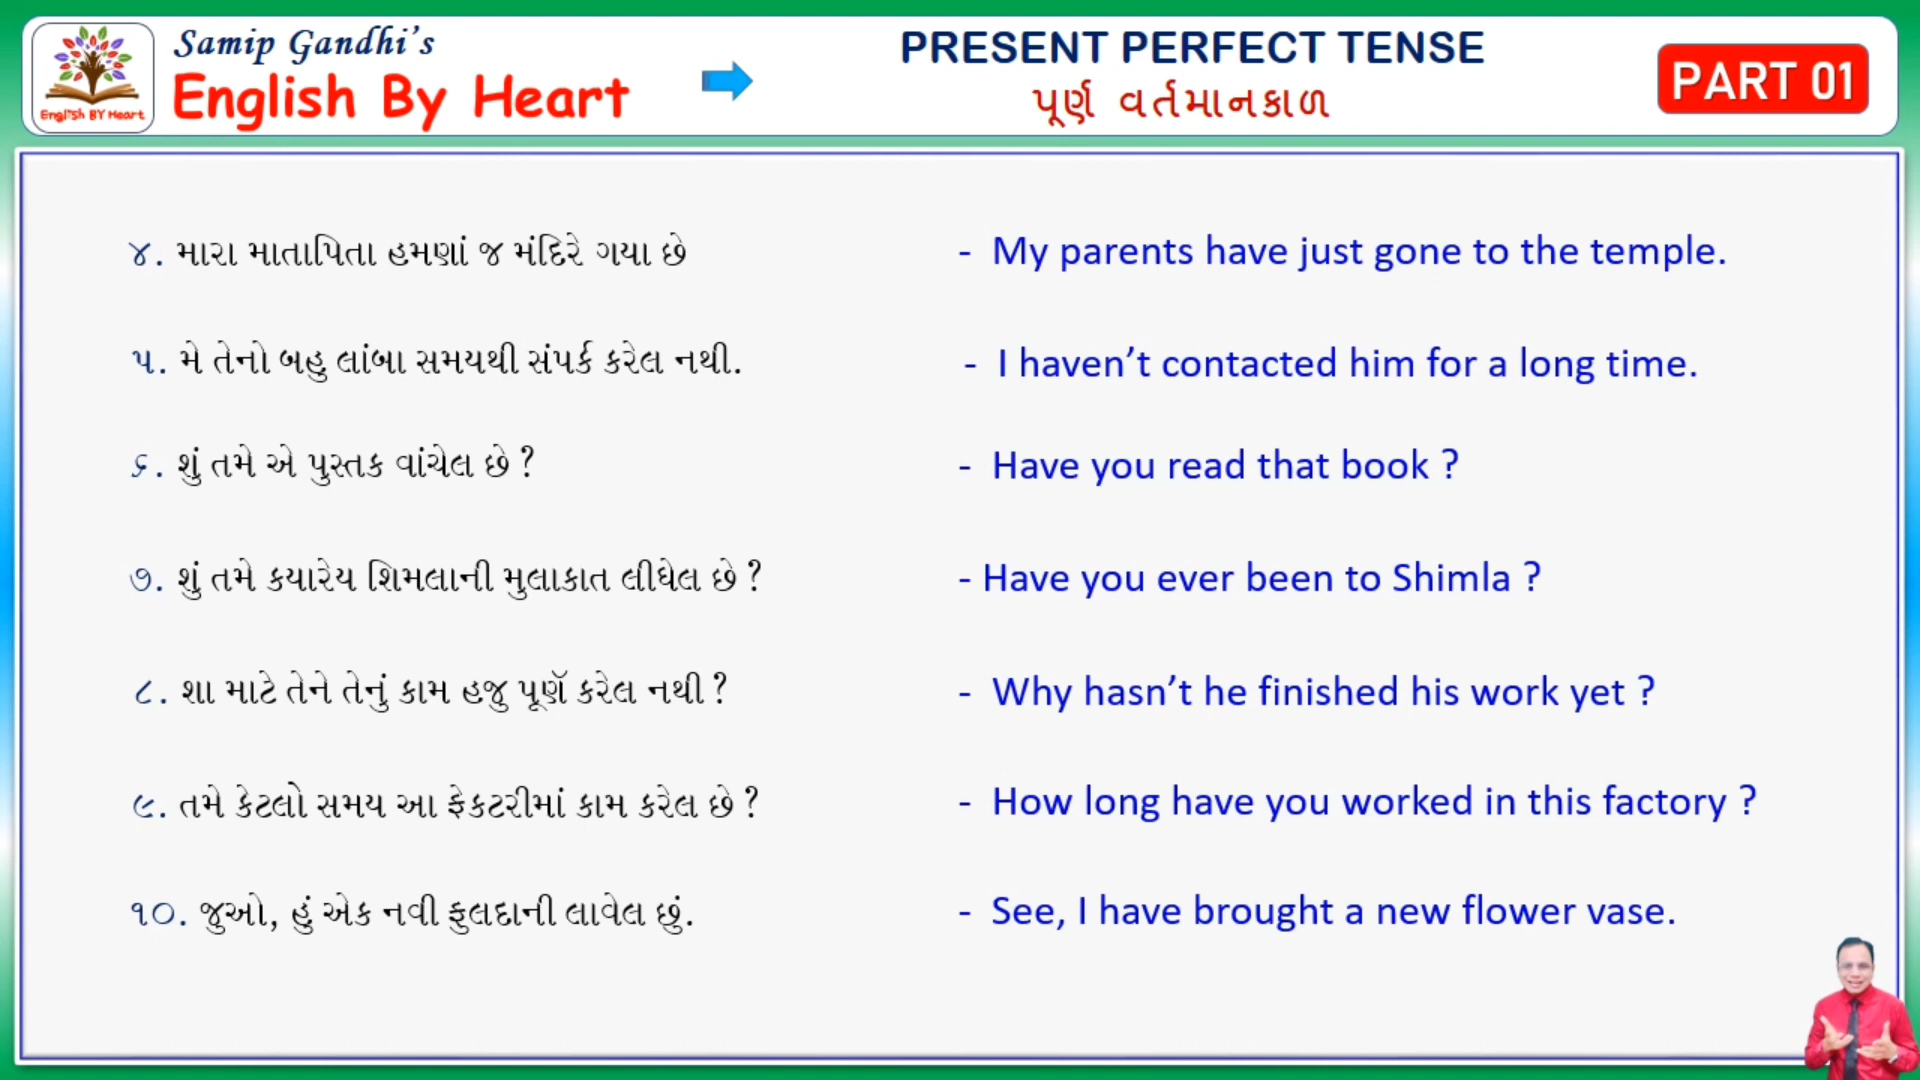 Samip Gandhi's
English By Heart
English BY Heart
PRESENT PERFECT TENSE
પૂર્ણ વર્તમાનકાળ
PART 01
૪. મારા માતાપિતા હમણાં જ મંદિરે ગયા છે - My parents have just gone to the temple.
૫. મે તેનો બહુ લાંબા સમયથી સંપર્ક કરેલ નથી. - I haven't contacted him for a long time.
૬. શું તમે એ પુસ્તક વાંચેલ છે ? - Have you read that book ?
૭. શું તમે કયારેય શિમલાની મુલાકાત લીધેલ છે ? - Have you ever been to Shimla ?
૮. શા માટે તેને તેનું કામ હજુ પૂણૅ કરેલ નથી ? - Why hasn't he finished his work yet ?
૯. તમે કેટલો સમય આ ફેકટરીમાં કામ કરેલ છે ? - How long have you worked in this factory ?
૧૦. જુઓ, હું એક નવી ફુલદાની લાવેલ છું. - See, I have brought a new flower vase.